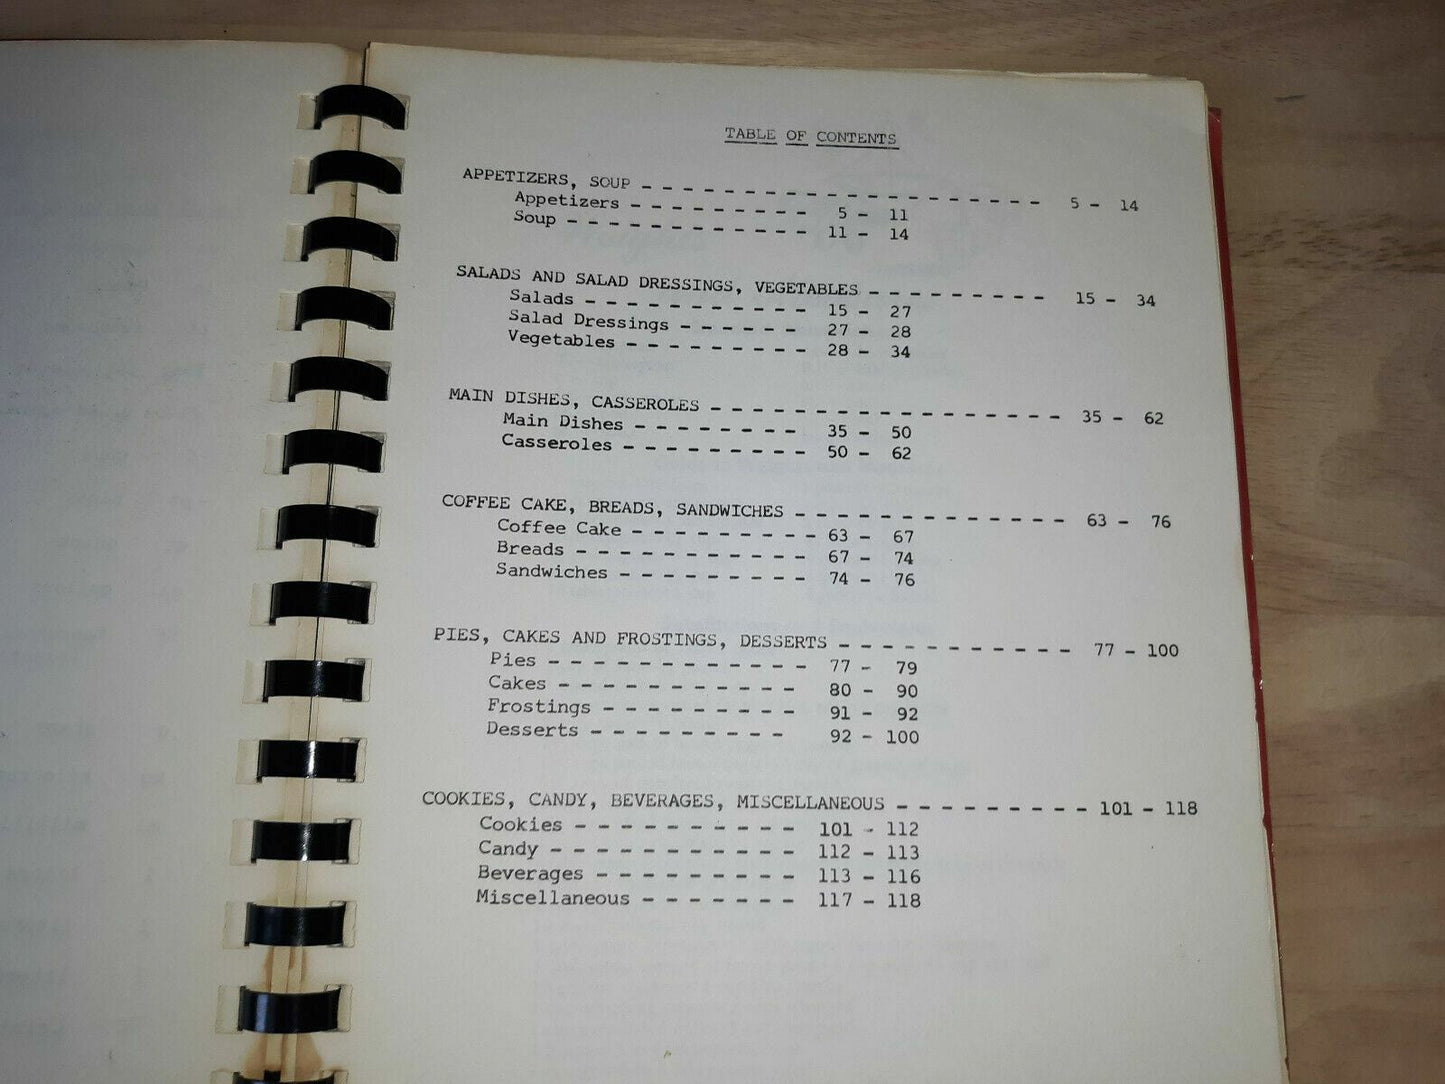 TABLE OF CONTENTS
APPETIZERS, SOUP - - - - - - - - - - - - - - - - - - 5 - 14
Appetizers - - - - - - - - - 5 - 11
Soup - - - - - - - - - - - - 11 - 14
SALADS AND SALAD DRESSINGS, VEGETABLES - - - - - - - - - 15 - 34
Salads - - - - - - - - - - - 15 - 27
Salad Dressings - - - - - - 27 - 28
Vegetables - - - - - - - - - 28 - 34
MAIN DISHES, CASSEROLES - - - - - - - - - - - - - - - - - 35 - 62
Main Dishes - - - - - - - - 35 - 50
Casseroles - - - - - - - - - 50 - 62
COFFEE CAKE, BREADS, SANDWICHES - - - - - - - - - - - - - 63 - 76
Coffee Cake - - - - - - - - - 63 - 67
Breads - - - - - - - - - - - 67 - 74
Sandwiches - - - - - - - - - 74 - 76
PIES, CAKES AND FROSTINGS, DESSERTS - - - - - - - - - - - 77 - 100
Pies - - - - - - - - - - - - 77 - 79
Cakes - - - - - - - - - - - 80 - 90
Frostings - - - - - - - - - 91 - 92
Desserts - - - - - - - - - 92 - 100
COOKIES, CANDY, BEVERAGES, MISCELLANEOUS - - - - - - - - - 101 - 118
Cookies - - - - - - - - - - 101 - 112
Candy - - - - - - - - - - - 112 - 113
Beverages - - - - - - - - - 113 - 116
Miscellaneous - - - - - - - 117 - 118